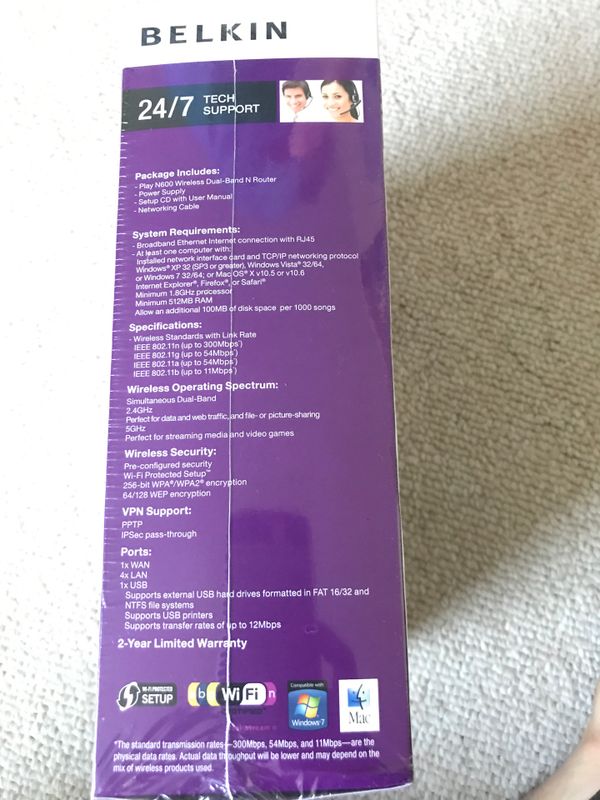 BELKIN
24/7 TECH SUPPORT
Package Includes:
- Play N600 Wireless Dual-Band N Router
- Power Supply
- Setup CD with User Manual
- Networking Cable
System Requirements:
- Broadband Ethernet Internet connection with RJ45
- At least one computer with:
Installed network interface card and TCP/IP networking protocol
Windows® XP 32 (SP3 or greater), Windows Vista® 32/64,
or Windows 7 32/64; or Mac OS® X v10.5 or v10.6
Internet Explorer®, Firefox®, or Safari®
Minimum 1.8GHz processor
Minimum 512MB RAM
Allow an additional 100MB of disk space per 1000 songs
Specifications:
- Wireless Standards with Link Rate
IEEE 802.11n (up to 300Mbps*)
IEEE 802.11g (up to 54Mbps*)
IEEE 802.11a (up to 54Mbps*)
IEEE 802.11b (up to 11Mbps*)
Wireless Operating Spectrum:
Simultaneous Dual-Band
2.4GHz
Perfect for data and web traffic, and file- or picture-sharing
5GHz
Perfect for streaming media and video games
Wireless Security:
Pre-configured security
Wi-Fi Protected Setup™
256-bit WPA®/WPA2® encryption
64/128 WEP encryption
VPN Support:
PPTP
IPSec pass-through
Ports:
1x WAN
4x LAN
1x USB
Supports external USB hard drives formatted in FAT 16/32 and
NTFS file systems
Supports USB printers
Supports transfer rates of up to 12Mbps
2-Year Limited Warranty
WI-FI PROTECTED
SETUP
b WiFi n
Compatible with
Windows 7
Mac
*The standard transmission rates—300Mbps, 54Mbps, and 11Mbps—are the
physical data rates. Actual data throughput will be lower and may depend on the
mix of wireless products used.